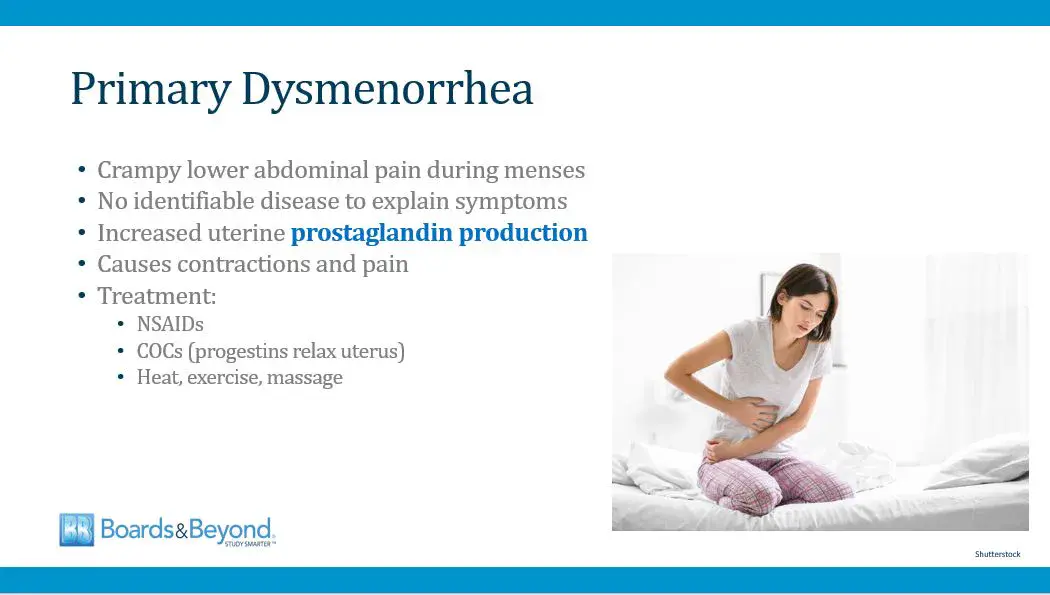 Primary Dysmenorrhea
• Crampy lower abdominal pain during menses
• No identifiable disease to explain symptoms
• Increased uterine prostaglandin production
• Causes contractions and pain
• Treatment:
• NSAIDs
• COCs (progestins relax uterus)
• Heat, exercise, massage
BB Boards&Beyond®
STUDY SMARTER™
Shutterstock